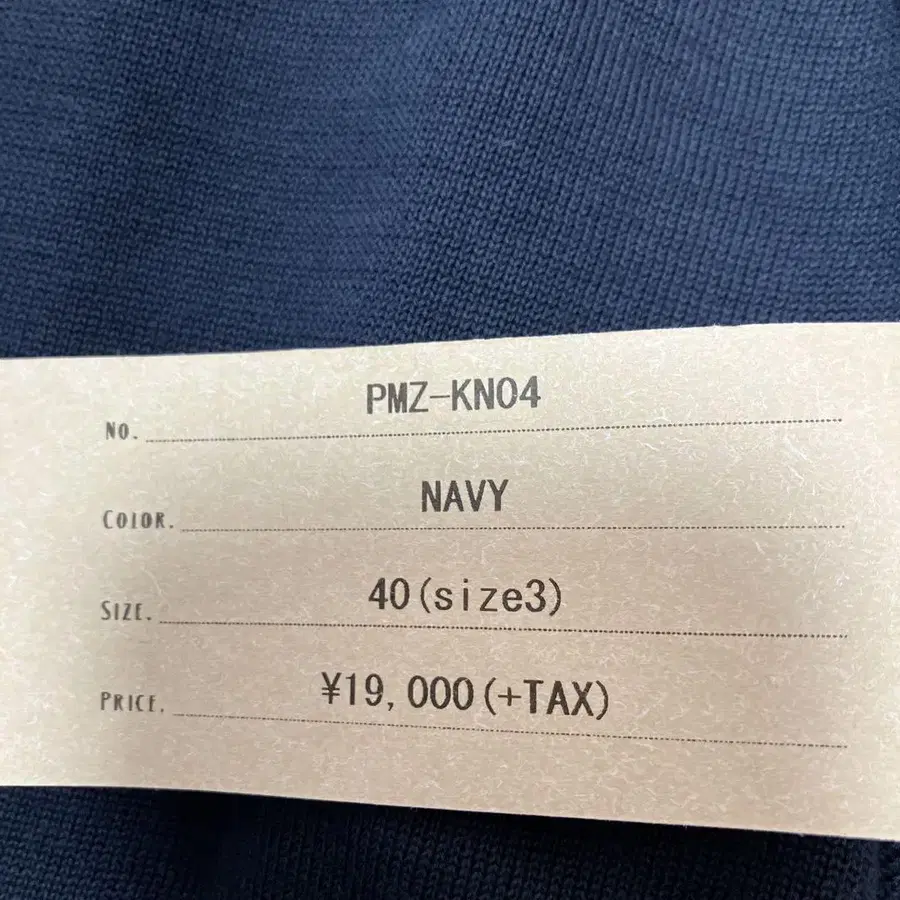 No. PMZ-KN04
COLOR. NAVY
SIZE. 40(size3)
PRICE. ¥19,000(+TAX)